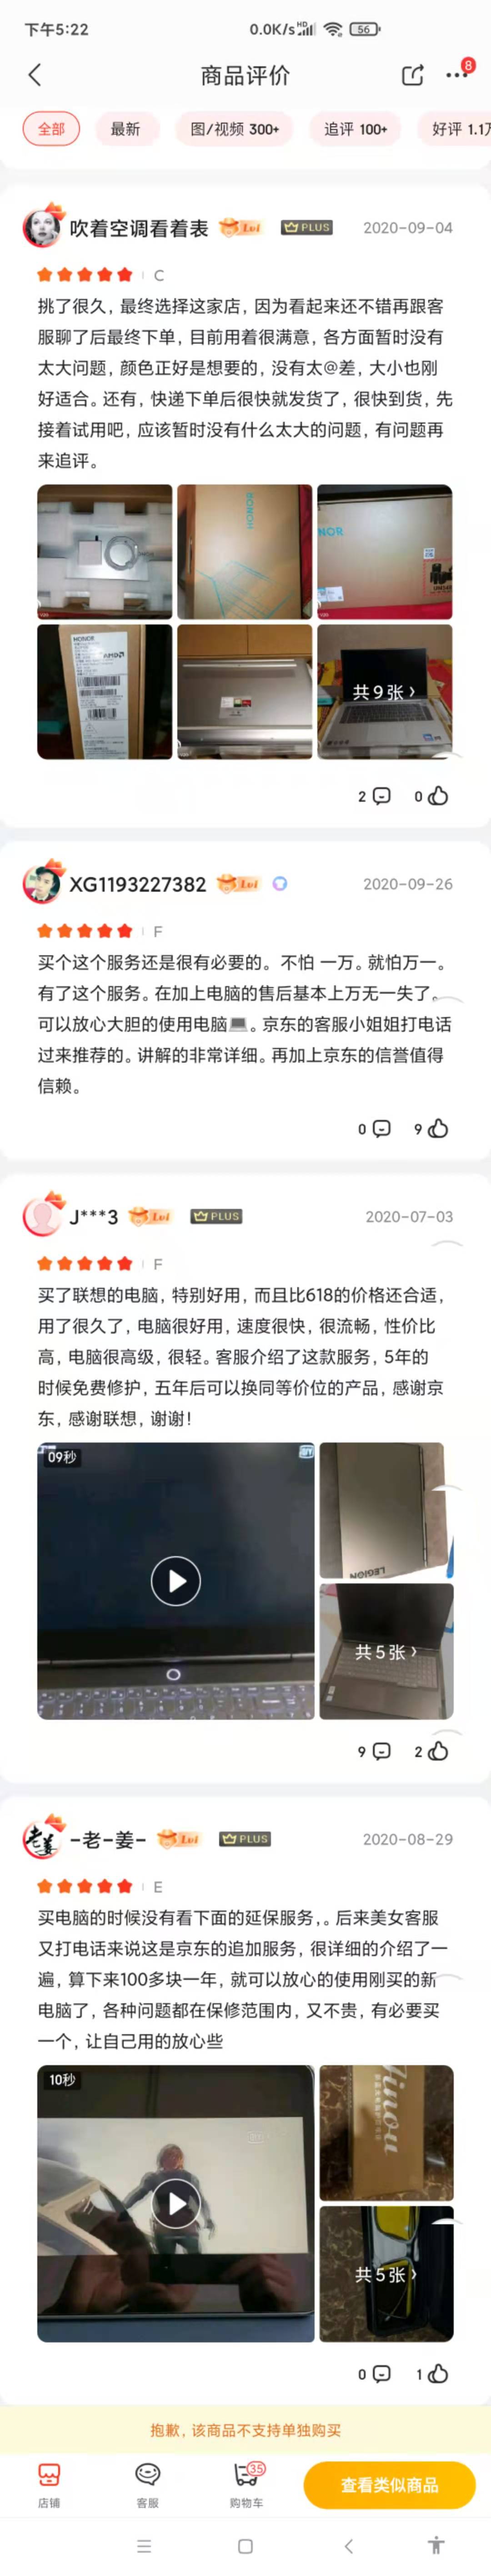 下午5:22
0.0K/s HD 56
商品评价
8
全部 最新 图/视频 300+ 追评 100+ 好评 1.1万
吹着空调看着表 PLUS 2020-09-04
C
挑了很久，最终选择这家店，因为看起来还不错再跟客
服聊了后最终下单，目前用着很满意，各方面暂时没有
太大问题，颜色正好是想要的，没有太@差，大小也刚
好适合。还有，快递下单后很快就发货了，很快到货，先
接着试用吧，应该暂时没有什么太大的问题，有问题再
来追评。
HONOR
NOR
HONOR
AMD
共9张 ›
2 0
XG1193227382 2020-09-26
F
买个这个服务还是很有必要的。不怕 一万。就怕万一。
有了这个服务。在加上电脑的售后基本上万无一失了。
可以放心大胆的使用电脑💻。京东的客服小姐姐打电话
过来推荐的。讲解的非常详细。再加上京东的信誉值得
信赖。
0 9
J***3 PLUS 2020-07-03
F
买了联想的电脑，特别好用，而且比618的价格还合适，
用了很久了，电脑很好用，速度很快，很流畅，性价比
高，电脑很高级，很轻。客服介绍了这款服务，5年的
时候免费修护，五年后可以换同等价位的产品，感谢京
东，感谢联想，谢谢！
09秒
LEGION
共5张 ›
9 2
-老-姜- PLUS 2020-08-29
E
买电脑的时候没有看下面的延保服务,。后来美女客服
又打电话来说这是京东的追加服务，很详细的介绍了一
遍，算下来100多块一年，就可以放心的使用刚买的新
电脑了，各种问题都在保修范围内，又不贵，有必要买
一个，让自己用的放心些
10秒
共5张 ›
0 1
抱歉，该商品不支持单独购买
店铺 客服 购物车 35 查看类似商品